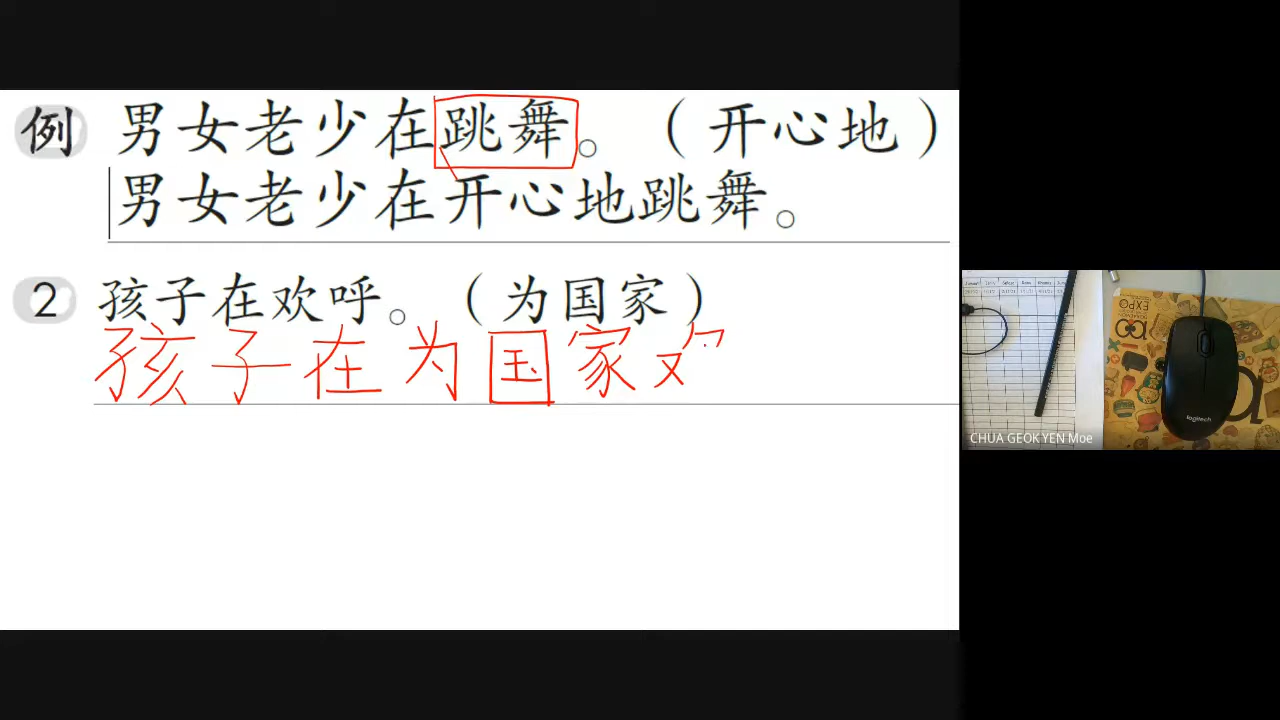 例 男女老少在跳舞。（开心地）
男女老少在开心地跳舞。
2 孩子在欢呼。（为国家）
孩子在为国家
CHUA GEOK YEN Moe
EXPO
logitech